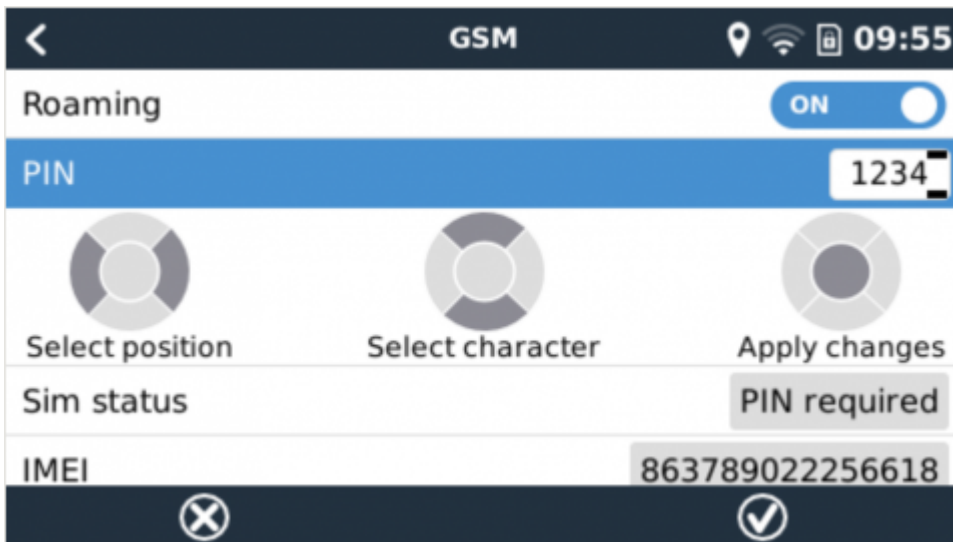 GSM 09:55
Roaming ON
PIN 1234
Select position Select character Apply changes
Sim status PIN required
IMEI 863789022256618